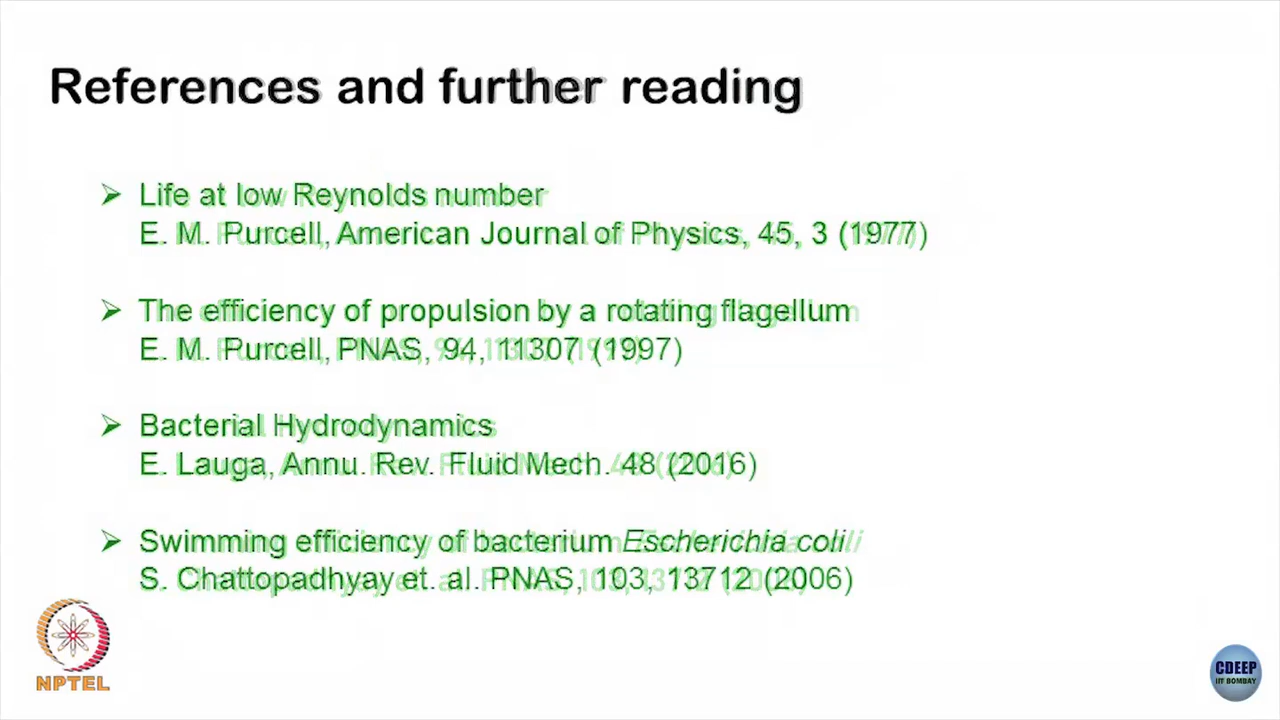 References and further reading
Life at low Reynolds number
E. M. Purcell, American Journal of Physics, 45, 3 (1977)
The efficiency of propulsion by a rotating flagellum
E. M. Purcell, PNAS, 94, 11307 (1997)
Bacterial Hydrodynamics
E. Lauga, Annu. Rev. Fluid Mech. 48 (2016)
Swimming efficiency of bacterium Escherichia coli
S. Chattopadhyay et. al. PNAS, 103, 13712 (2006)
NPTEL
CDEEP
IIT BOMBAY